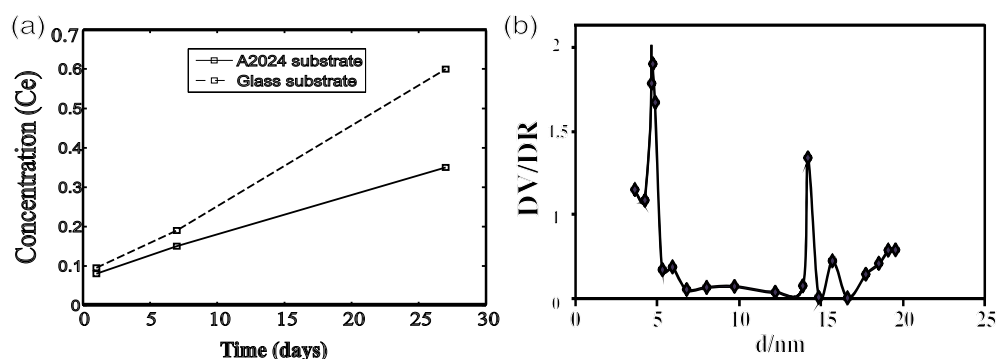 (a)
0.7
0.6
0.5
0.4
0.3
0.2
0.1
0
0 5 10 15 20 25 30
Concentration (Ce)
Time (days)
A2024 substrate
Glass substrate
(b)
2
1.5
1
0
0 5 10 15 20 25
DV/DR
d/nm